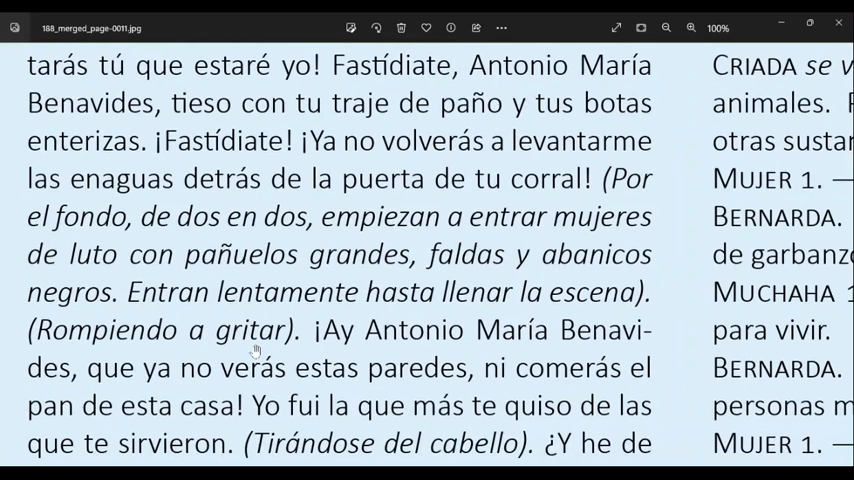 188_merged_page-0011.jpg
100%
tarás tú que estaré yo! Fastídiate, Antonio María
Benavides, tieso con tu traje de paño y tus botas
enterizas. ¡Fastídiate! ¡Ya no volverás a levantarme
las enaguas detrás de la puerta de tu corral! (Por
el fondo, de dos en dos, empiezan a entrar mujeres
de luto con pañuelos grandes, faldas y abanicos
negros. Entran lentamente hasta llenar la escena).
(Rompiendo a gritar). ¡Ay Antonio María Benavi-
des, que ya no verás estas paredes, ni comerás el
pan de esta casa! Yo fui la que más te quiso de las
que te sirvieron. (Tirándose del cabello). ¿Y he de
CRIADA se v
animales. P
otras sustan
MUJER 1. —
BERNARDA.
de garbanzo
MUCHAHA 1
para vivir.
BERNARDA.
personas m
MUJER 1. —